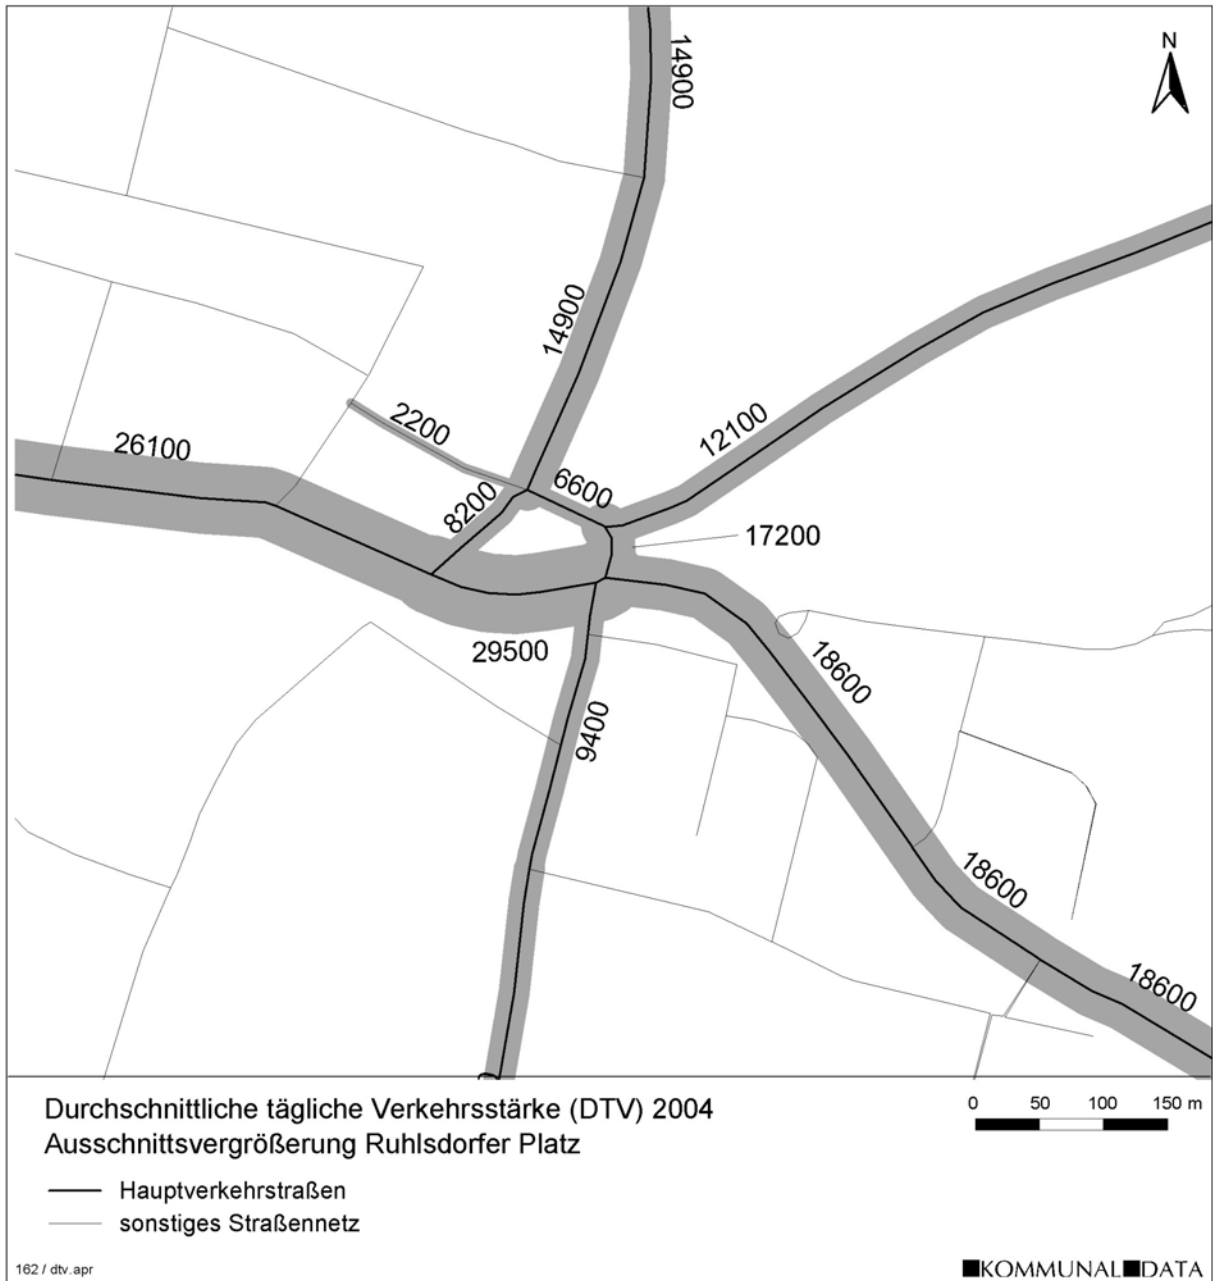 14900
N
14900
2200
12100
26100
6600
8200
17200
29500
18600
9400
18600
18600
Durchschnittliche tägliche Verkehrsstärke (DTV) 2004
Ausschnittsvergrößerung Ruhlsdorfer Platz
0 50 100 150 m
Hauptverkehrstraßen
sonstiges Straßennetz
162 / dtv.apr
KOMMUNAL DATA